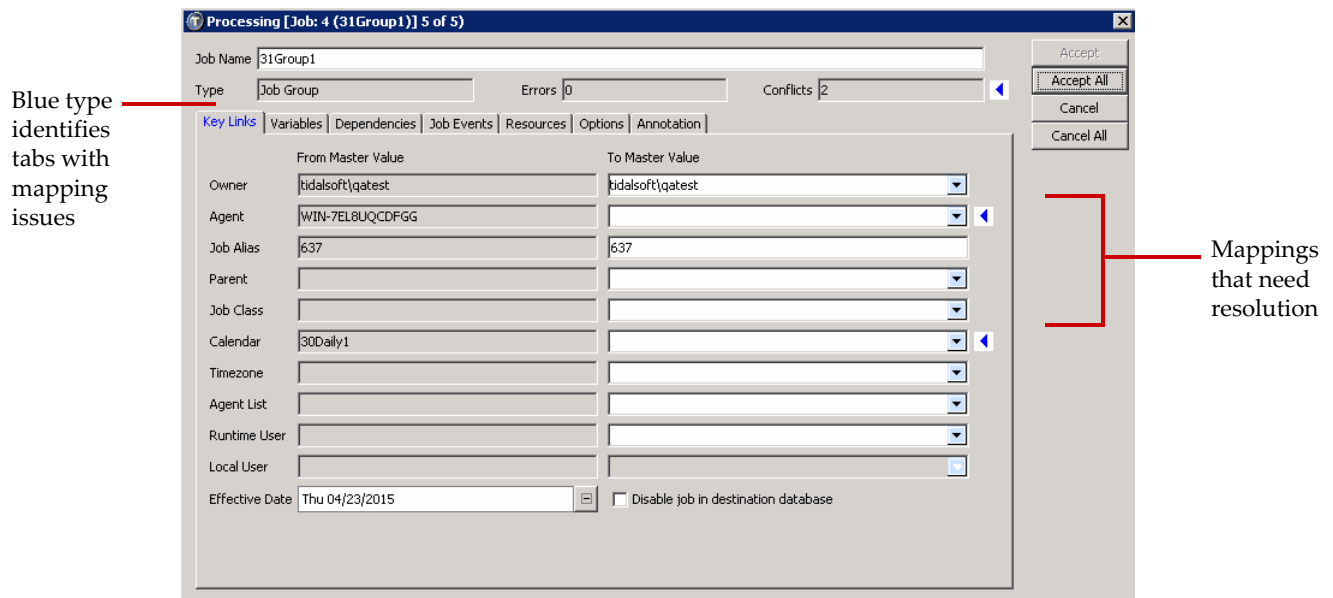 Processing [Job: 4 (31Group1)] 5 of 5)
Job Name 31Group1
Type Job Group Errors 0 Conflicts 2
Accept
Accept All
Cancel
Cancel All
Key Links Variables Dependencies Job Events Resources Options Annotation
From Master Value To Master Value
Owner tidalsoft\qatest tidalsoft\qatest
Agent WIN-7EL8UQCDFGG
Job Alias 637 637
Parent
Job Class
Calendar 30Daily1
Timezone
Agent List
Runtime User
Local User
Effective Date Thu 04/23/2015 Disable job in destination database
Blue type
identifies
tabs with
mapping
issues
Mappings
that need
resolution